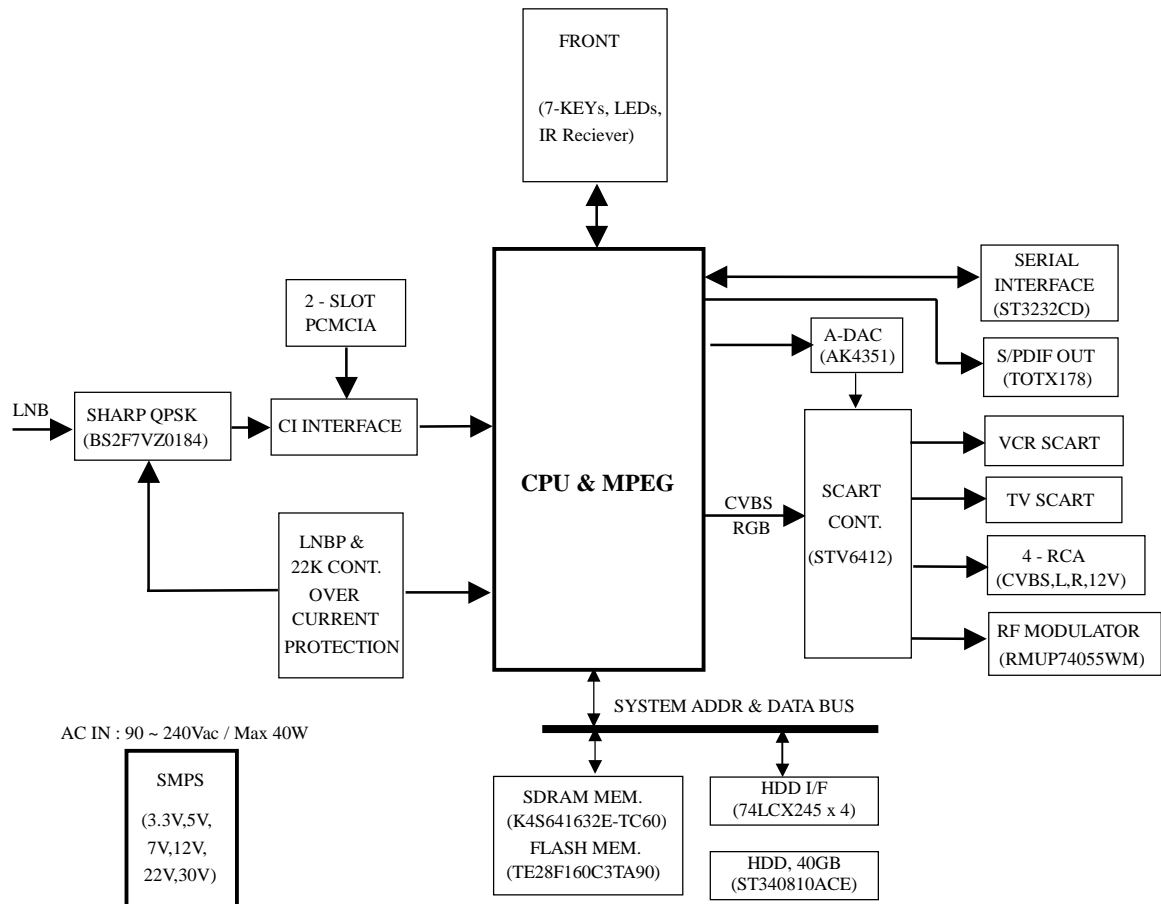 FRONT
(7-KEYs, LEDs,
IR Reciever)
2 - SLOT
PCMCIA
LNB
SHARP QPSK
(BS2F7VZ0184)
CI INTERFACE
LNBP &
22K CONT.
OVER
CURRENT
PROTECTION
CPU & MPEG
SERIAL
INTERFACE
(ST3232CD)
A-DAC
(AK4351)
S/PDIF OUT
(TOTX178)
CVBS
RGB
SCART
CONT.
(STV6412)
VCR SCART
TV SCART
4 - RCA
(CVBS,L,R,12V)
RF MODULATOR
(RMUP74055WM)
SYSTEM ADDR & DATA BUS
AC IN : 90 ~ 240Vac / Max 40W
SMPS
(3.3V,5V,
7V,12V,
22V,30V)
SDRAM MEM.
(K4S641632E-TC60)
FLASH MEM.
(TE28F160C3TA90)
HDD I/F
(74LCX245 x 4)
HDD, 40GB
(ST340810ACE)